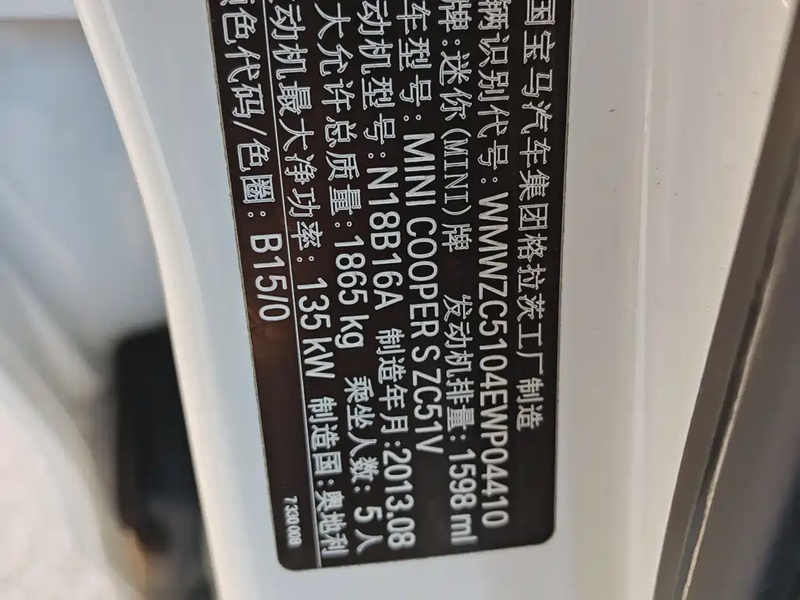 国宝马汽车集团格拉茨工厂 制造
辆识别代号: WMWZC5104EWP04410
牌: 迷你(MINI)牌 发动机排量: 1598 ml
车型号: MINI COOPER S ZC51V
动机型号: N18B16A 制造年月: 2013.08
大允许总质量: 1865 kg 乘坐人数: 5 人
发动机最大净功率: 135 kW 制造国: 奥地利
色代码/色圈: B15/0
7 330 008